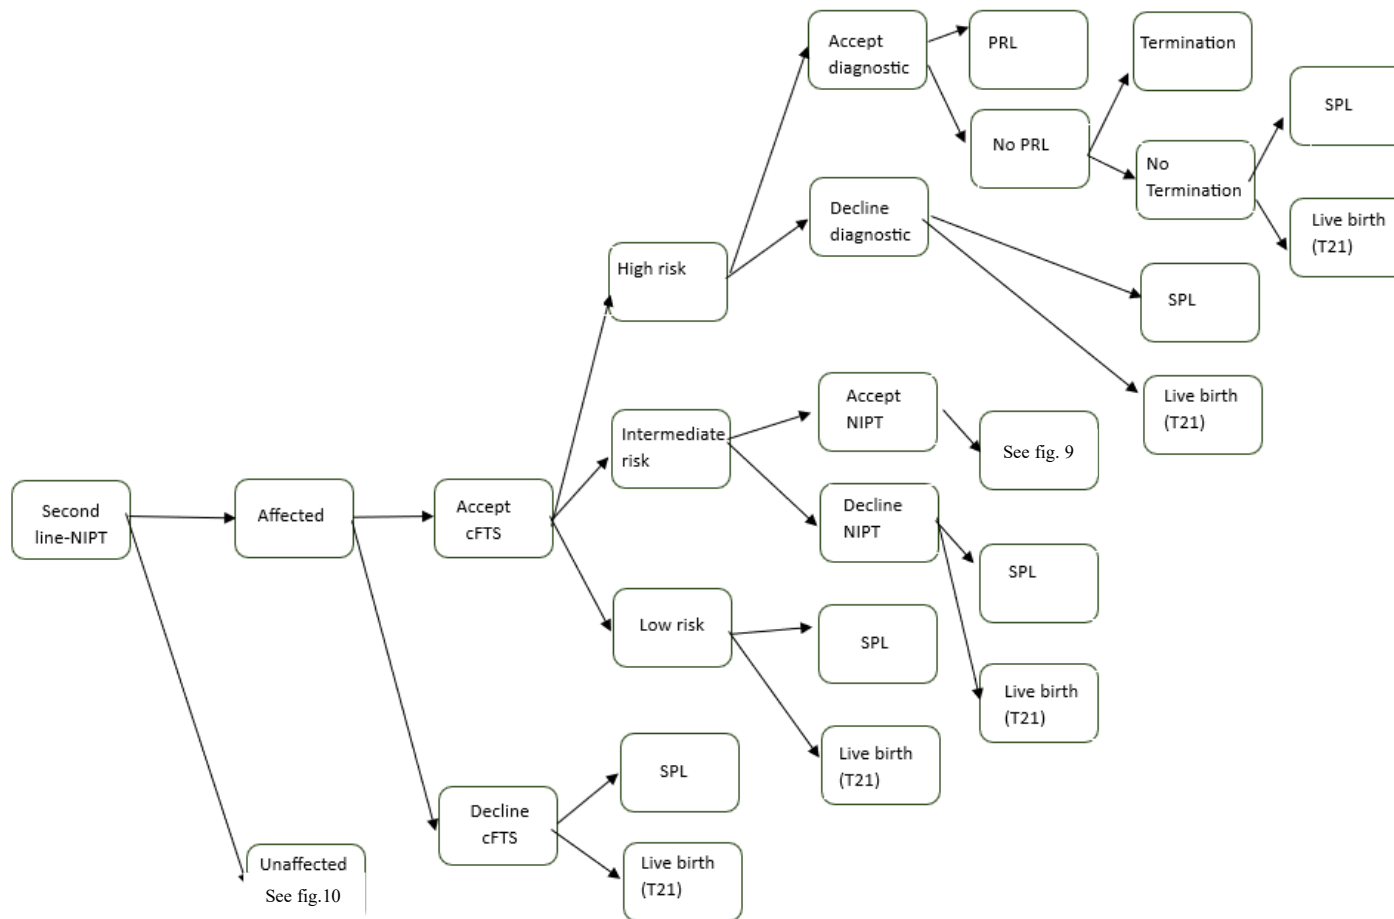 Accept
diagnostic
PRL
Termination
SPL
No PRL
No
Termination
Live birth
(T21)
Decline
diagnostic
High risk
SPL
Live birth
(T21)
Accept
NIPT
Intermediate
risk
See fig. 9
Second
line-NIPT
Affected
Accept
cFTS
Decline
NIPT
SPL
Low risk
SPL
Live birth
(T21)
Live birth
(T21)
SPL
Decline
cFTS
Live birth
(T21)
Unaffected
See fig.10